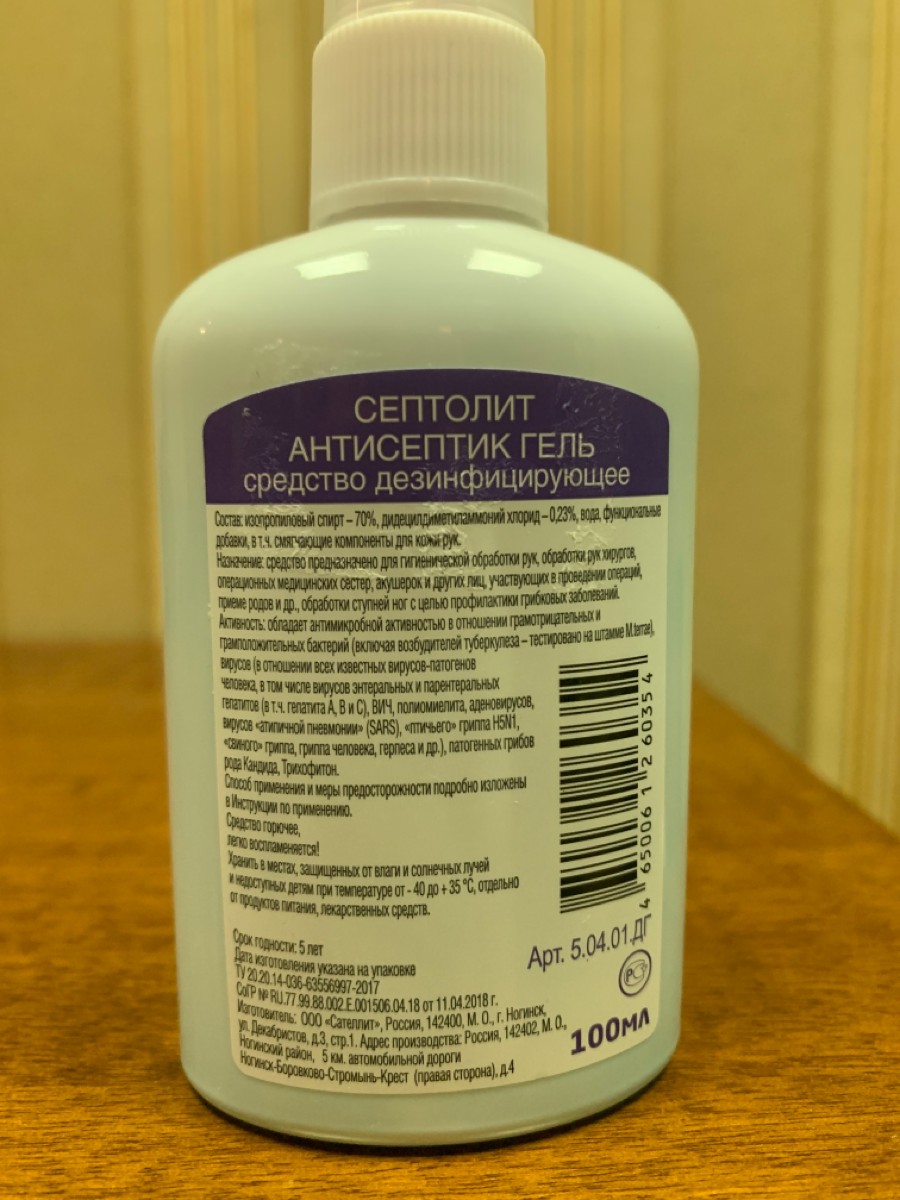 СЕПТОЛИТ
АНТИСЕПТИК ГЕЛЬ
средство дезинфицирующее
Состав: изопропиловый спирт – 70%, дидецилдиметиламмоний хлорид – 0,23%, вода, функциональные
добавки, в т.ч. смягчающие компоненты для кожи рук.
Назначение: средство предназначено для гигиенической обработки рук, обработки рук хирургов,
операционных медицинских сестер, акушерок и других лиц, участвующих в проведении операций,
приеме родов и др., обработки ступней ног с целью профилактики грибковых заболеваний.
Активность: обладает антимикробной активностью в отношении грамотрицательных и
грамположительных бактерий (включая возбудителей туберкулеза – тестировано на штамме M.terrae),
вирусов (в отношении всех известных вирусов-патогенов
человека, в том числе вирусов энтеральных и парентеральных
гепатитов (в т.ч. гепатита А, В и С), ВИЧ, полиомиелита, аденовирусов,
вирусов «атипичной пневмонии» (SARS), «птичьего» гриппа H5N1,
«свиного» гриппа, гриппа человека, герпеса и др.), патогенных грибов
рода Кандида, Трихофитон.
Способ применения и меры предосторожности подробно изложены
в Инструкции по применению.
Средство горючее,
легко воспламеняется!
Хранить в местах, защищенных от влаги и солнечных лучей
и недоступных детям при температуре от - 40 до + 35 °С, отдельно
от продуктов питания, лекарственных средств.
4 650061 260354
Срок годности: 5 лет
Дата изготовления указана на упаковке
ТУ 20.20.14-036-63556997-2017
СоГР № RU.77.99.88.002.Е.001506.04.18 от 11.04.2018 г.
Изготовитель: ООО «Сателлит», Россия, 142400, М. О., г. Ногинск,
ул. Декабристов, д.3, стр.1. Адрес производства: Россия, 142402, М. О.,
Ногинский район, 5 км. автомобильной дороги
Ногинск-Боровково-Стромынь-Крест (правая сторона), д.4
Арт. 5.04.01.ДГ
РСТ
100мл